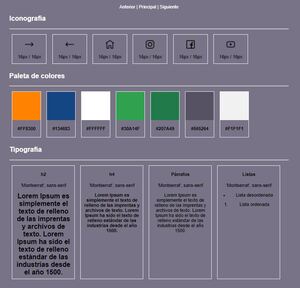 Anterior | Principal | Siguiente
Iconografía
16px / 16px 16px / 16px 16px / 16px 16px / 16px 16px / 16px 16px / 16px
Paleta de colores
#FF8300 #134683 #FFFFFF #30A14F #207A49 #565264 #F1F1F1
Tipografía
h2
Montserrat, sans-serif
Lorem Ipsum es
simplemente el
texto de relleno
de las imprentas
y archivos de
texto. Lorem
Ipsum ha sido el
texto de relleno
estándar de las
industrias desde
el año 1500.
h4
Montserrat, sans-serif
Lorem Ipsum es simplemente
el texto de relleno de las
imprentas y archivos de texto.
Lorem Ipsum ha sido el texto
de relleno estándar de las
industrias desde el año
1500.
Párrafos
Montserrat, sans-serif
Lorem Ipsum es simplemente
el texto de relleno de las
imprentas y archivos de texto.
Lorem Ipsum ha sido el texto
de relleno estándar de las
industrias desde el año
1500
Listas
Montserrat, sans-serif
• Lista desordenada
1. Lista ordenada